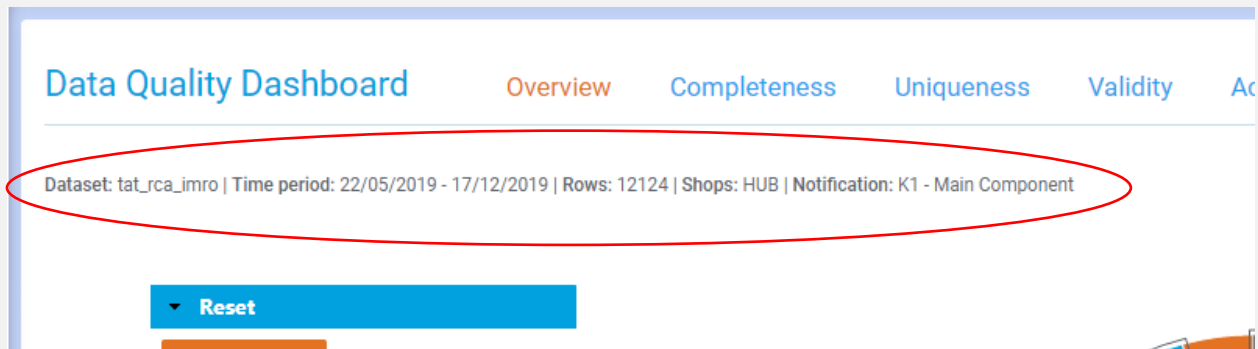 Data Quality Dashboard Overview Completeness Uniqueness Validity
Dataset: tat_rca_imro | Time period: 22/05/2019 - 17/12/2019 | Rows: 12124 | Shops: HUB | Notification: K1 - Main Component
Reset